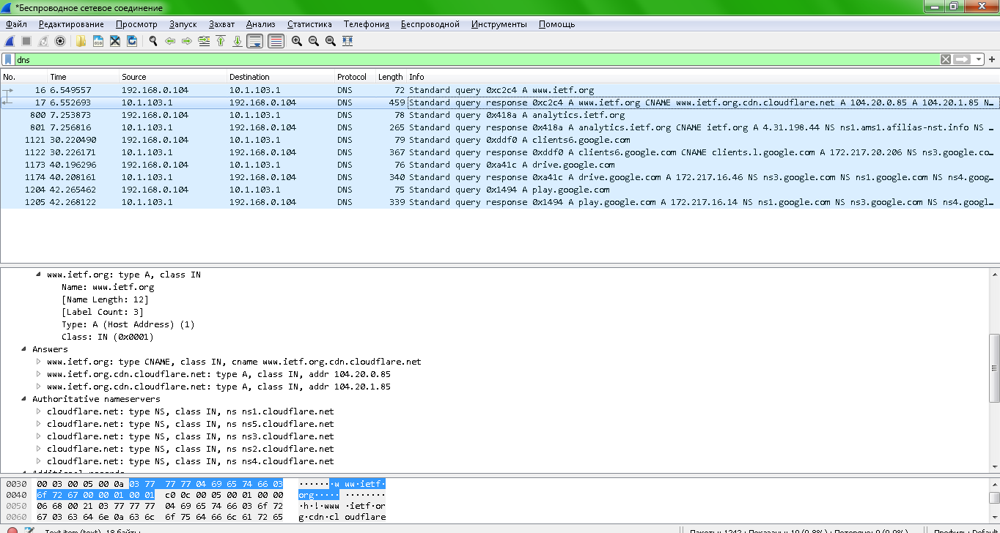 *Беспроводное сетевое соединение
Файл Редактирование Просмотр Запуск Захват Анализ Статистика Телефония Беспроводной Инструменты Помощь
dns
No. Time Source Destination Protocol Length Info
16 6.549557 192.168.0.104 10.1.103.1 DNS 72 Standard query 0xc2c4 A www.ietf.org
17 6.552693 10.1.103.1 192.168.0.104 DNS 459 Standard query response 0xc2c4 A www.ietf.org CNAME www.ietf.org.cdn.cloudflare.net A 104.20.0.85 A 104.20.1.85 N…
800 7.253873 192.168.0.104 10.1.103.1 DNS 78 Standard query 0x418a A analytics.ietf.org
801 7.256816 10.1.103.1 192.168.0.104 DNS 265 Standard query response 0x418a A analytics.ietf.org CNAME ietf.org A 4.31.198.44 NS ns1.ams1.afilias-nst.info NS …
1121 30.220490 192.168.0.104 10.1.103.1 DNS 79 Standard query 0xddf0 A clients6.google.com
1122 30.226171 10.1.103.1 192.168.0.104 DNS 367 Standard query response 0xddf0 A clients6.google.com CNAME clients.l.google.com A 172.217.20.206 NS ns3.google.co…
1173 40.196296 192.168.0.104 10.1.103.1 DNS 76 Standard query 0xa41c A drive.google.com
1174 40.208161 10.1.103.1 192.168.0.104 DNS 340 Standard query response 0xa41c A drive.google.com A 172.217.16.46 NS ns3.google.com NS ns1.google.com NS ns4.goog…
1204 42.265462 192.168.0.104 10.1.103.1 DNS 75 Standard query 0x1494 A play.google.com
1205 42.268122 10.1.103.1 192.168.0.104 DNS 339 Standard query response 0x1494 A play.google.com A 172.217.16.14 NS ns1.google.com NS ns3.google.com NS ns4.googl…
www.ietf.org: type A, class IN
Name: www.ietf.org
[Name Length: 12]
[Label Count: 3]
Type: A (Host Address) (1)
Class: IN (0x0001)
Answers
www.ietf.org: type CNAME, class IN, cname www.ietf.org.cdn.cloudflare.net
www.ietf.org.cdn.cloudflare.net: type A, class IN, addr 104.20.0.85
www.ietf.org.cdn.cloudflare.net: type A, class IN, addr 104.20.1.85
Authoritative nameservers
cloudflare.net: type NS, class IN, ns ns1.cloudflare.net
cloudflare.net: type NS, class IN, ns ns5.cloudflare.net
cloudflare.net: type NS, class IN, ns ns3.cloudflare.net
cloudflare.net: type NS, class IN, ns ns2.cloudflare.net
cloudflare.net: type NS, class IN, ns ns4.cloudflare.net
0030 00 03 00 05 00 0a 03 77 77 77 04 69 65 74 66 03 ·······w ww·ietf·
0040 6f 72 67 00 00 01 00 01 c0 0c 00 05 00 01 00 00 org····· ········
0050 06 68 00 21 03 77 77 77 04 69 65 74 66 03 6f 72 ·h·!·www ·ietf·or
0060 67 03 63 64 6e 0a 63 6c 6f 75 64 66 6c 61 72 65 g·cdn·cl oudflare